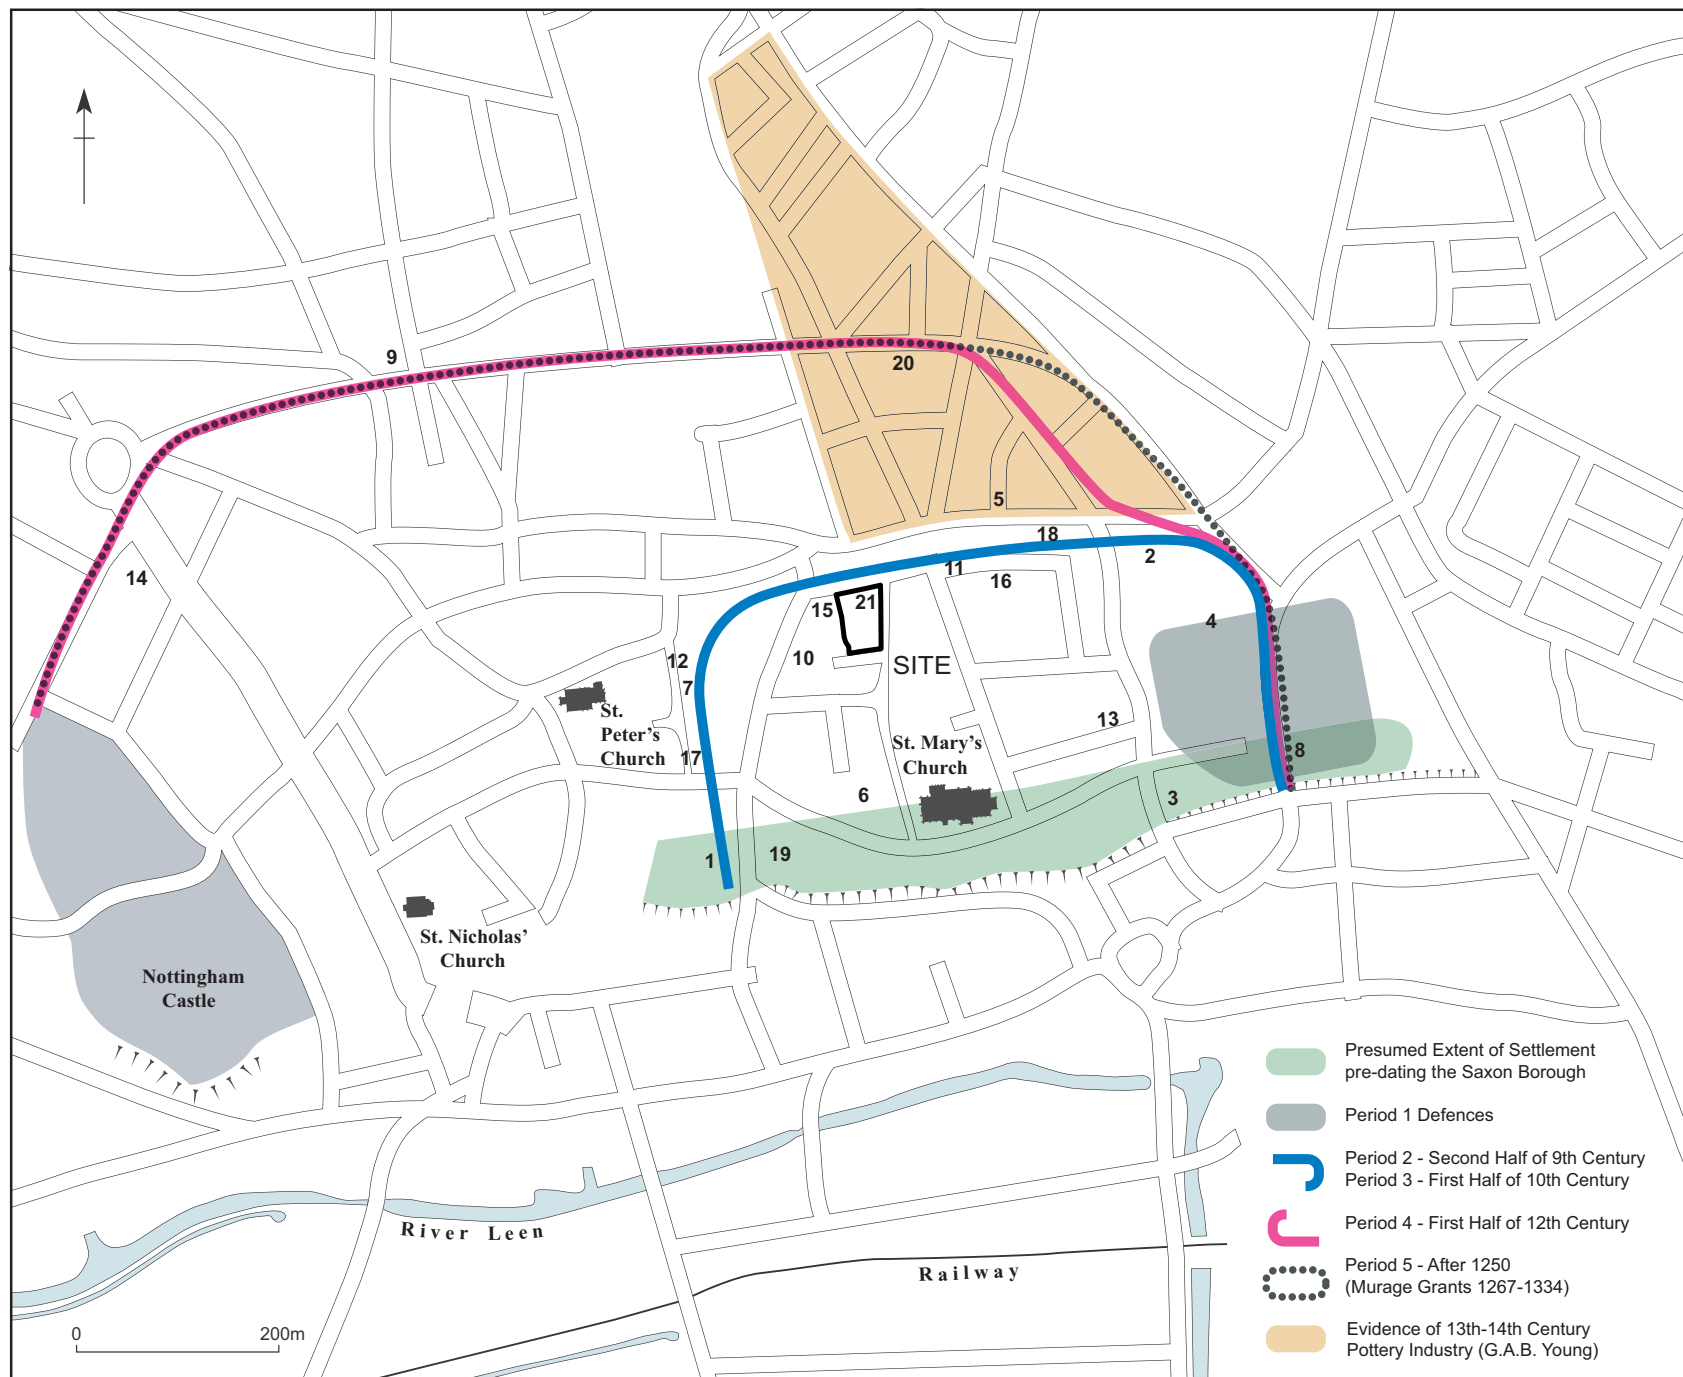 9
20
5
14
18
2
11
16
21
15
4
10
SITE
12
7
St.
Peter's
Church
13
St. Mary's
Church
17
8
6
3
1
19
St. Nicholas'
Church
Nottingham
Castle
River Leen
Railway
0 200m
Presumed Extent of Settlement
pre-dating the Saxon Borough
Period 1 Defences
Period 2 - Second Half of 9th Century
Period 3 - First Half of 10th Century
Period 4 - First Half of 12th Century
Period 5 - After 1250
(Murage Grants 1267-1334)
Evidence of 13th-14th Century
Pottery Industry (G.A.B. Young)